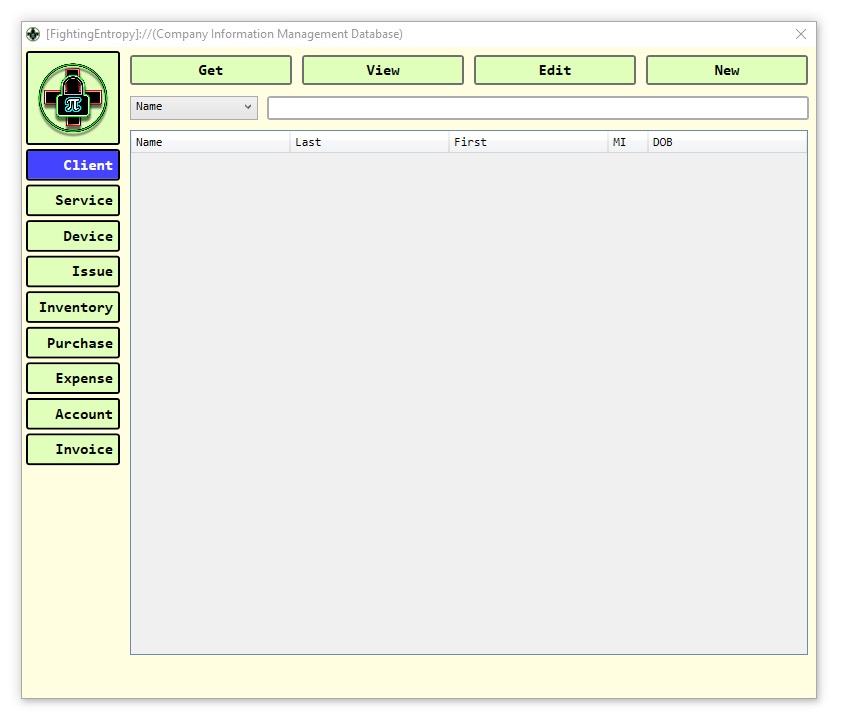 [FightingEntropy]://(Company Information Management Database)
Get View Edit New
Name
Name Last First MI DOB
π
Client
Service
Device
Issue
Inventory
Purchase
Expense
Account
Invoice